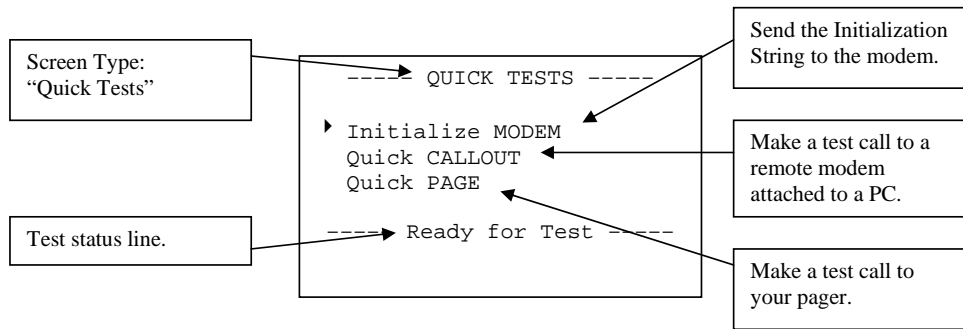 Screen Type:
“Quick Tests”
Test status line.
----- QUICK TESTS -----
Initialize MODEM
Quick CALLOUT
Quick PAGE
----- Ready for Test -----
Send the Initialization
String to the modem.
Make a test call to a
remote modem
attached to a PC.
Make a test call to
your pager.